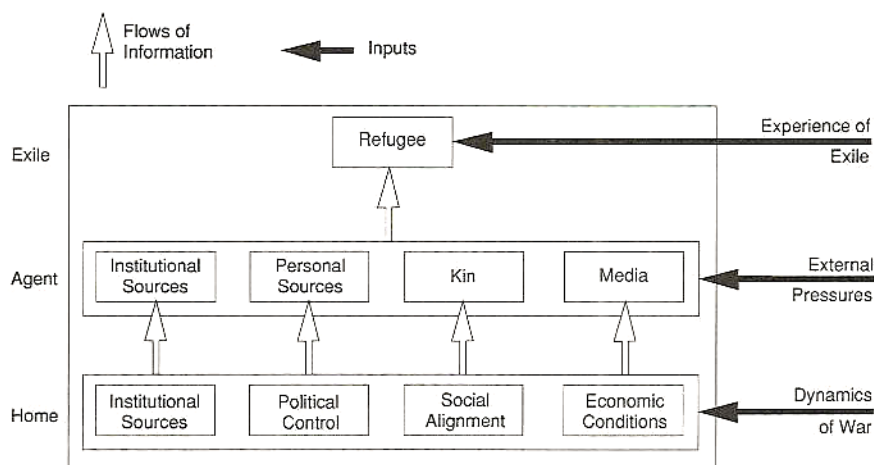 Flows of
Information
Inputs
Experience of
Exile
Exile
Refugee
Agent
Institutional
Sources
Personal
Sources
Kin
Media
External
Pressures
Home
Institutional
Sources
Political
Control
Social
Alignment
Economic
Conditions
Dynamics
of War